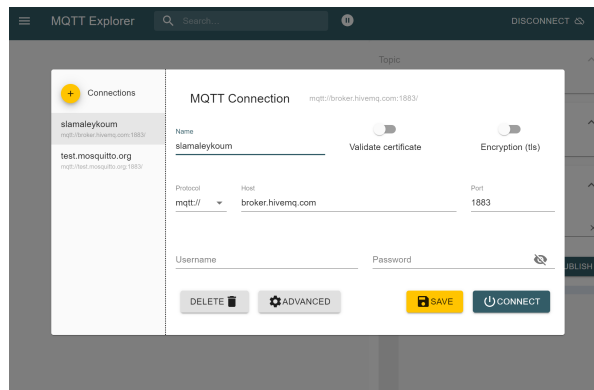 MQTT Explorer
Search...
DISCONNECT
Topic
Connections
slamaleykoum
mqtt://broker.hivemq.com:1883/
test.mosquitto.org
mqtt://test.mosquitto.org:1883/
MQTT Connection mqtt://broker.hivemq.com:1883/
Name
slamaleykoum
Validate certificate
Encryption (tls)
Protocol
Host
Port
mqtt://
broker.hivemq.com
1883
Username
Password
DELETE
ADVANCED
SAVE
CONNECT
UBLISH